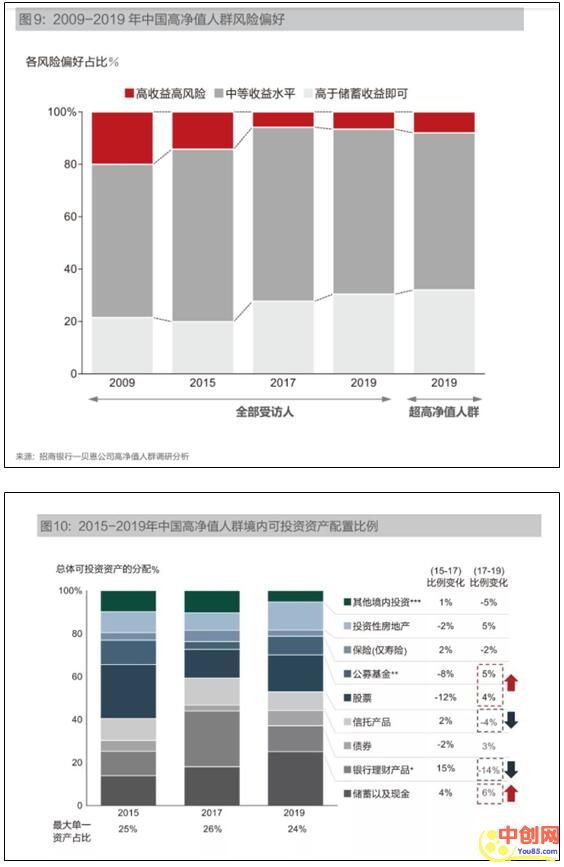 图9：2009-2019 年中国高净值人群风险偏好
各风险偏好占比%
高收益高风险 中等收益水平 高于储蓄收益即可
100%
80
60
40
20
0
2009 2015 2017 2019 2019
全部受访人 超高净值人群
来源：招商银行—贝恩公司高净值人群调研分析
图10：2015-2019年中国高净值人群境内可投资资产配置比例
总体可投资资产的分配%
(15-17) (17-19)
比例变化 比例变化
100%
80
60
40
20
0
其他境内投资*** 1% -5%
投资性房地产 -2% 5%
保险(仅寿险) 2% -2%
公募基金** -8% 5%
股票 -12% 4%
信托产品 2% -4%
债券 -2% 3%
银行理财产品* 15% -14%
储蓄以及现金 4% 6%
2015 2017 2019
最大单一
资产占比 25% 26% 24%
中创网
You85.com